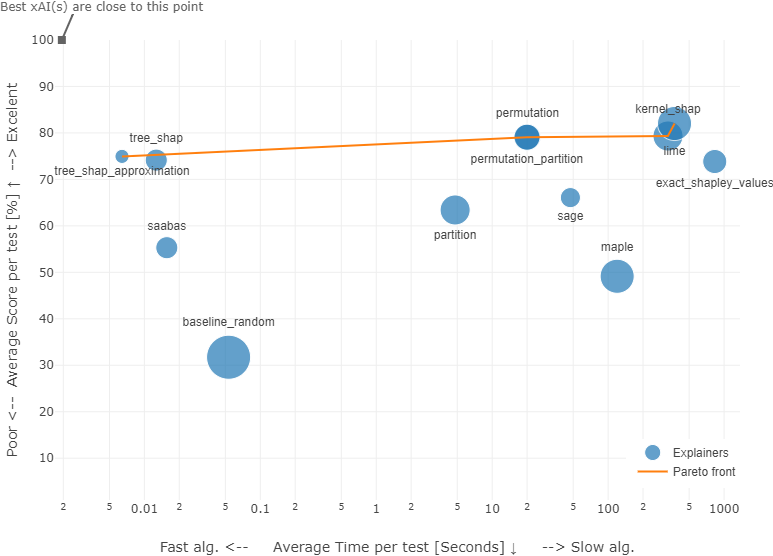 Best xAI(s) are close to this point
100
90
80
70
60
50
40
30
20
10
Poor <-- Average Score per test [%] ↑ --> Excelent
kernel_shap
permutation
tree_shap
lime
permutation_partition
tree_shap_approximation
exact_shapley_values
sage
saabas
partition
maple
baseline_random
Explainers
Pareto front
2 5 0.01 2 5 0.1 2 5 1 2 5 10 2 5 100 2 5 1000
Fast alg. <-- Average Time per test [Seconds] ↓ --> Slow alg.